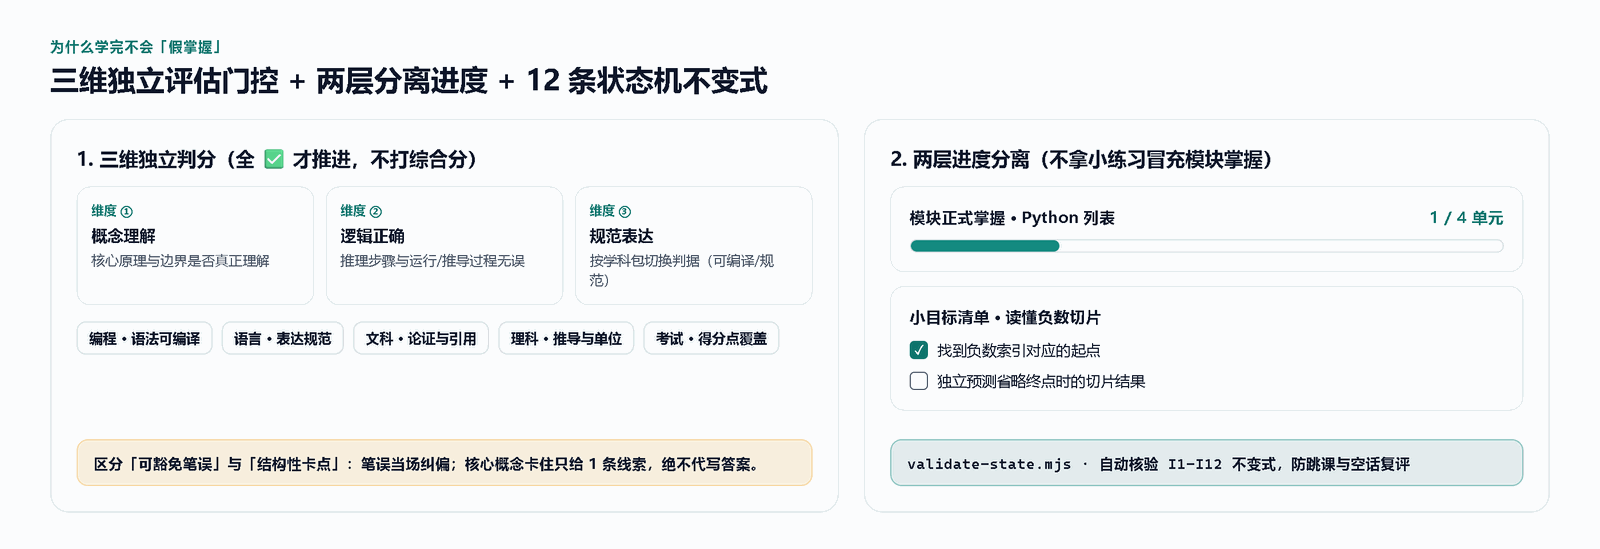 为什么学完不会「假掌握」
三维独立评估门控 + 两层分离进度 + 12 条状态机不变式
1. 三维独立判分（全 ✅ 才推进，不打综合分）
维度 ①
概念理解
核心原理与边界是否真正理解
维度 ②
逻辑正确
推理步骤与运行/推导过程无误
维度 ③
规范表达
按学科包切换判据（可编译/规
范）
编程 • 语法可编译
语言 • 表达规范
文科 • 论证与引用
理科 • 推导与单位
考试 • 得分点覆盖
区分「可豁免笔误」与「结构性卡点」：笔误当场纠偏；核心概念卡住只给 1 条线索，绝不代写答案。
2. 两层进度分离（不拿小练习冒充模块掌握）
模块正式掌握 • Python 列表
1 / 4 单元
小目标清单 • 读懂负数切片
✓ 找到负数索引对应的起点
独立预测省略终点时的切片结果
validate-state.mjs · 自动核验 I1-I12 不变式，防跳课与空话复评